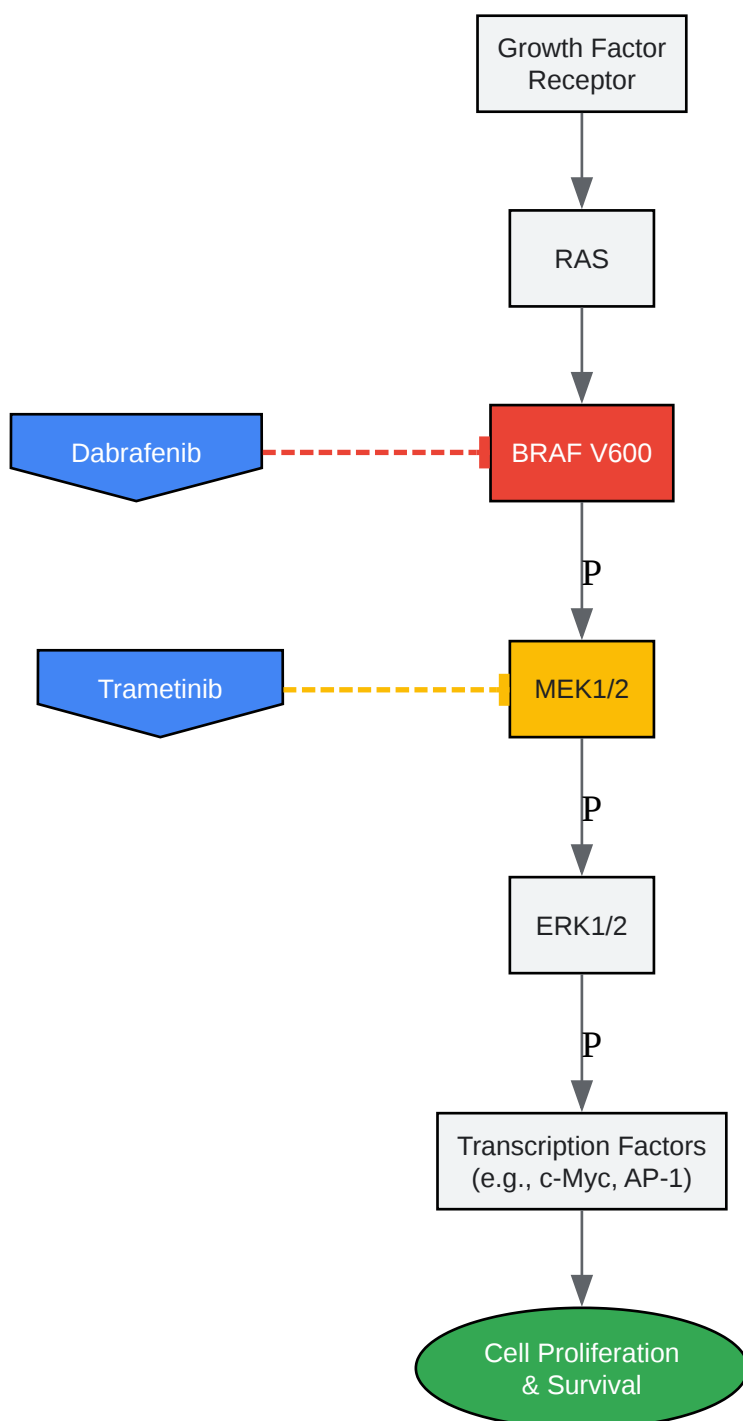 Growth Factor
Receptor
RAS
Dabrafenib
BRAF V600
P
Trametinib
MEK1/2
P
ERK1/2
P
Transcription Factors
(e.g., c-Myc, AP-1)
Cell Proliferation
& Survival